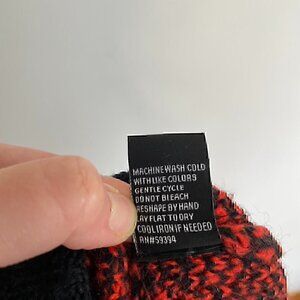 MACHINE WASH COLD
WITH LIKE COLORS
GENTLE CYCLE
DO NOT BLEACH
RESHAPE BY HAND
LAY FLAT TO DRY
COOL IRON IF NEEDED
RN#59394